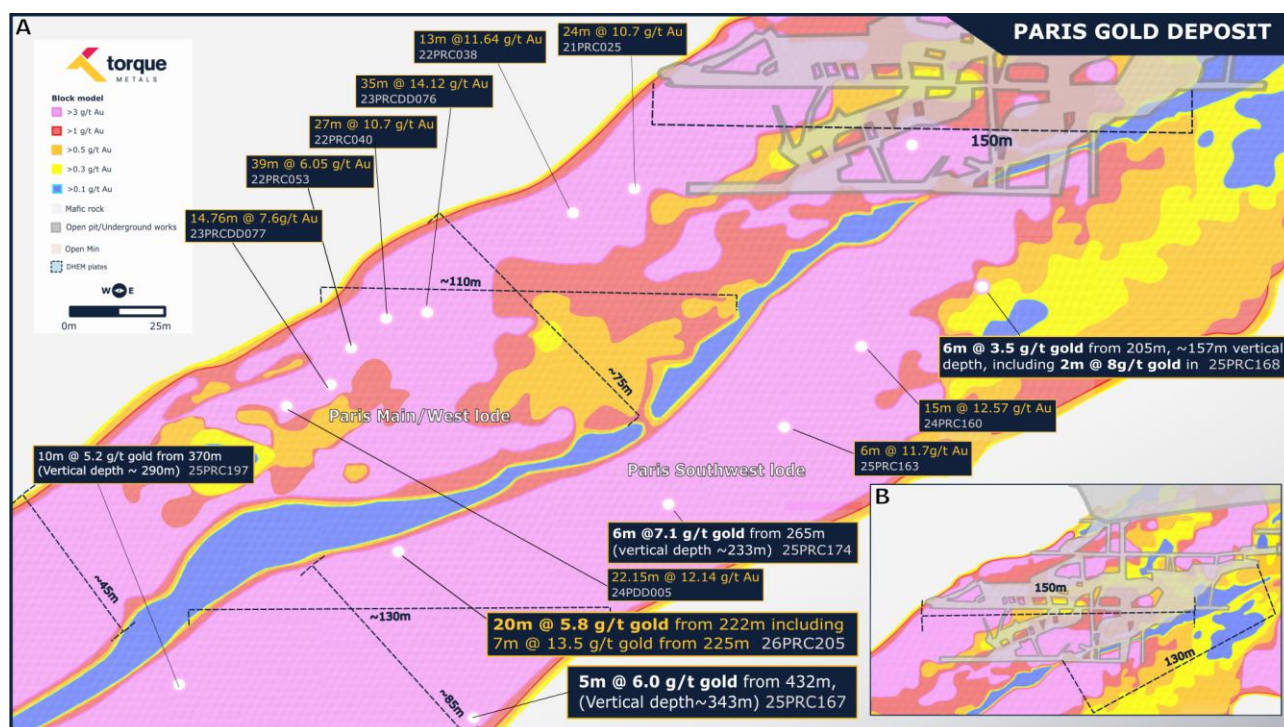 A
PARIS GOLD DEPOSIT
torque
METALS
Block model
>3 g/t Au
>1 g/t Au
>0.5 g/t Au
>0.3 g/t Au
>0.1 g/t Au
Mafic rock
Open pit/Underground works
Open Min
DHEM plates
W E
0m 25m
13m @11.64 g/t Au
22PRC038
24m @ 10.7 g/t Au
21PRC025
35m @ 14.12 g/t Au
23PRCDD076
27m @ 10.7 g/t Au
22PRC040
39m @ 6.05 g/t Au
22PRC053
14.76m @ 7.6g/t Au
23PRCDD077
150m
~110m
~75m
Paris Main/West lode
6m @ 3.5 g/t gold from 205m, ~157m vertical
depth, including 2m @ 8g/t gold in 25PRC168
15m @ 12.57 g/t Au
24PRC160
6m @ 11.7g/t Au
25PRC163
10m @ 5.2 g/t gold from 370m
(Vertical depth ~ 290m) 25PRC197
Paris Southwest lode
6m @7.1 g/t gold from 265m
(vertical depth ~233m) 25PRC174
22.15m @ 12.14 g/t Au
24PDD005
~45m
~130m
20m @ 5.8 g/t gold from 222m including
7m @ 13.5 g/t gold from 225m 26PRC205
~85m
5m @ 6.0 g/t gold from 432m,
(Vertical depth~343m) 25PRC167
B
150m
130m